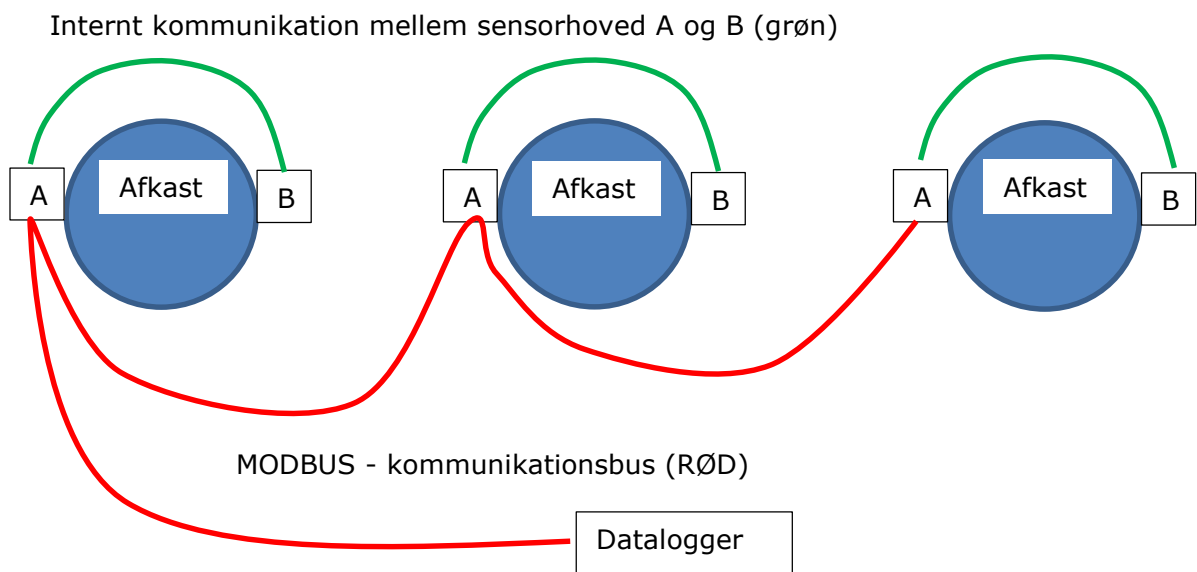 Internt kommunikation mellem sensorhoved A og B (grøn)
A Afkast B
A Afkast B
A Afkast B
MODBUS - kommunikationsbus (RØD)
Datalogger